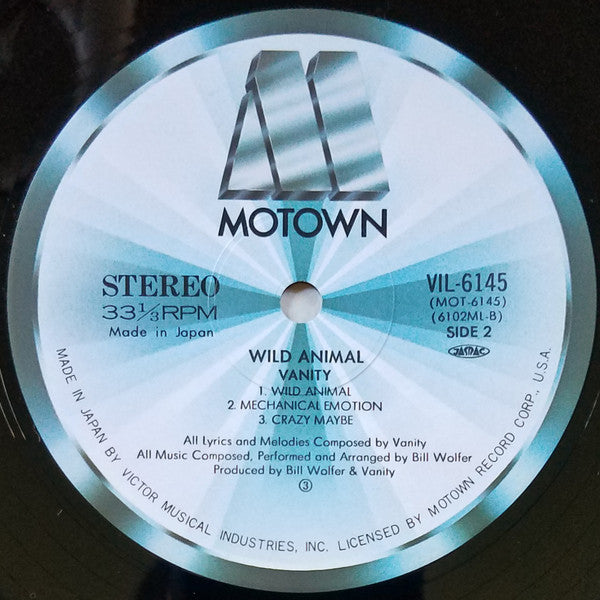 MOTOWN
STEREO
33⅓RPM
Made in Japan
VIL-6145
(MOT-6145)
(6102ML-B)
SIDE 2
JASRAC
WILD ANIMAL
VANITY
1. WILD ANIMAL
2. MECHANICAL EMOTION
3. CRAZY MAYBE
All Lyrics and Melodies Composed by Vanity
All Music Composed, Performed and Arranged by Bill Wolfer
Produced by Bill Wolfer & Vanity
③
MADE IN JAPAN BY VICTOR MUSICAL INDUSTRIES, INC. LICENSED BY MOTOWN RECORD CORP., U.S.A.